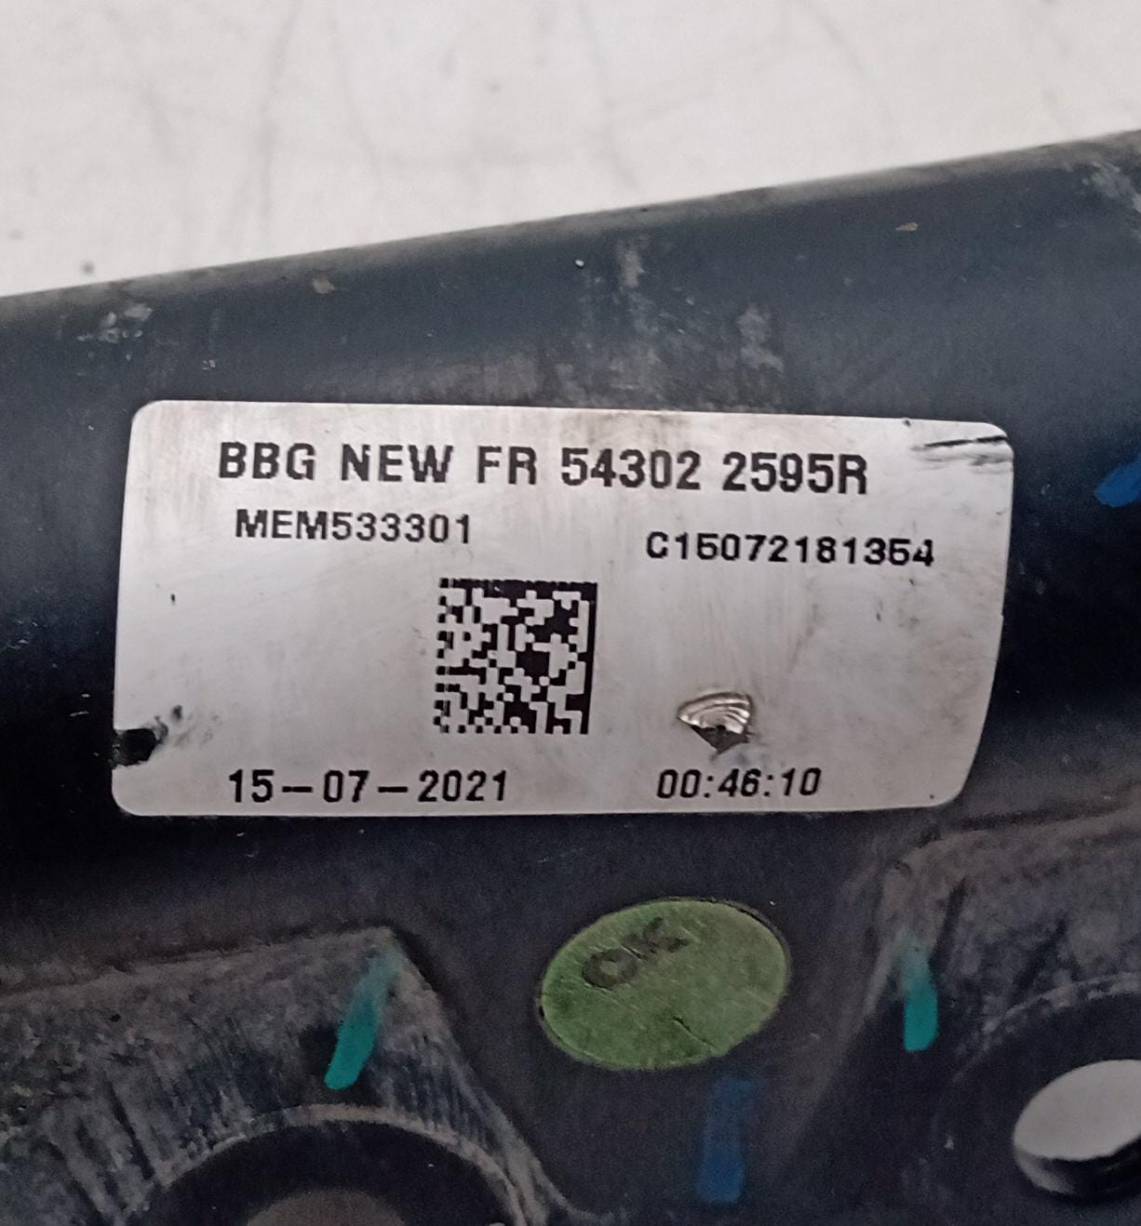 BBG NEW FR 54302 2595R
MEM533301
C15072181354
15-07-2021 00:46:10
OK